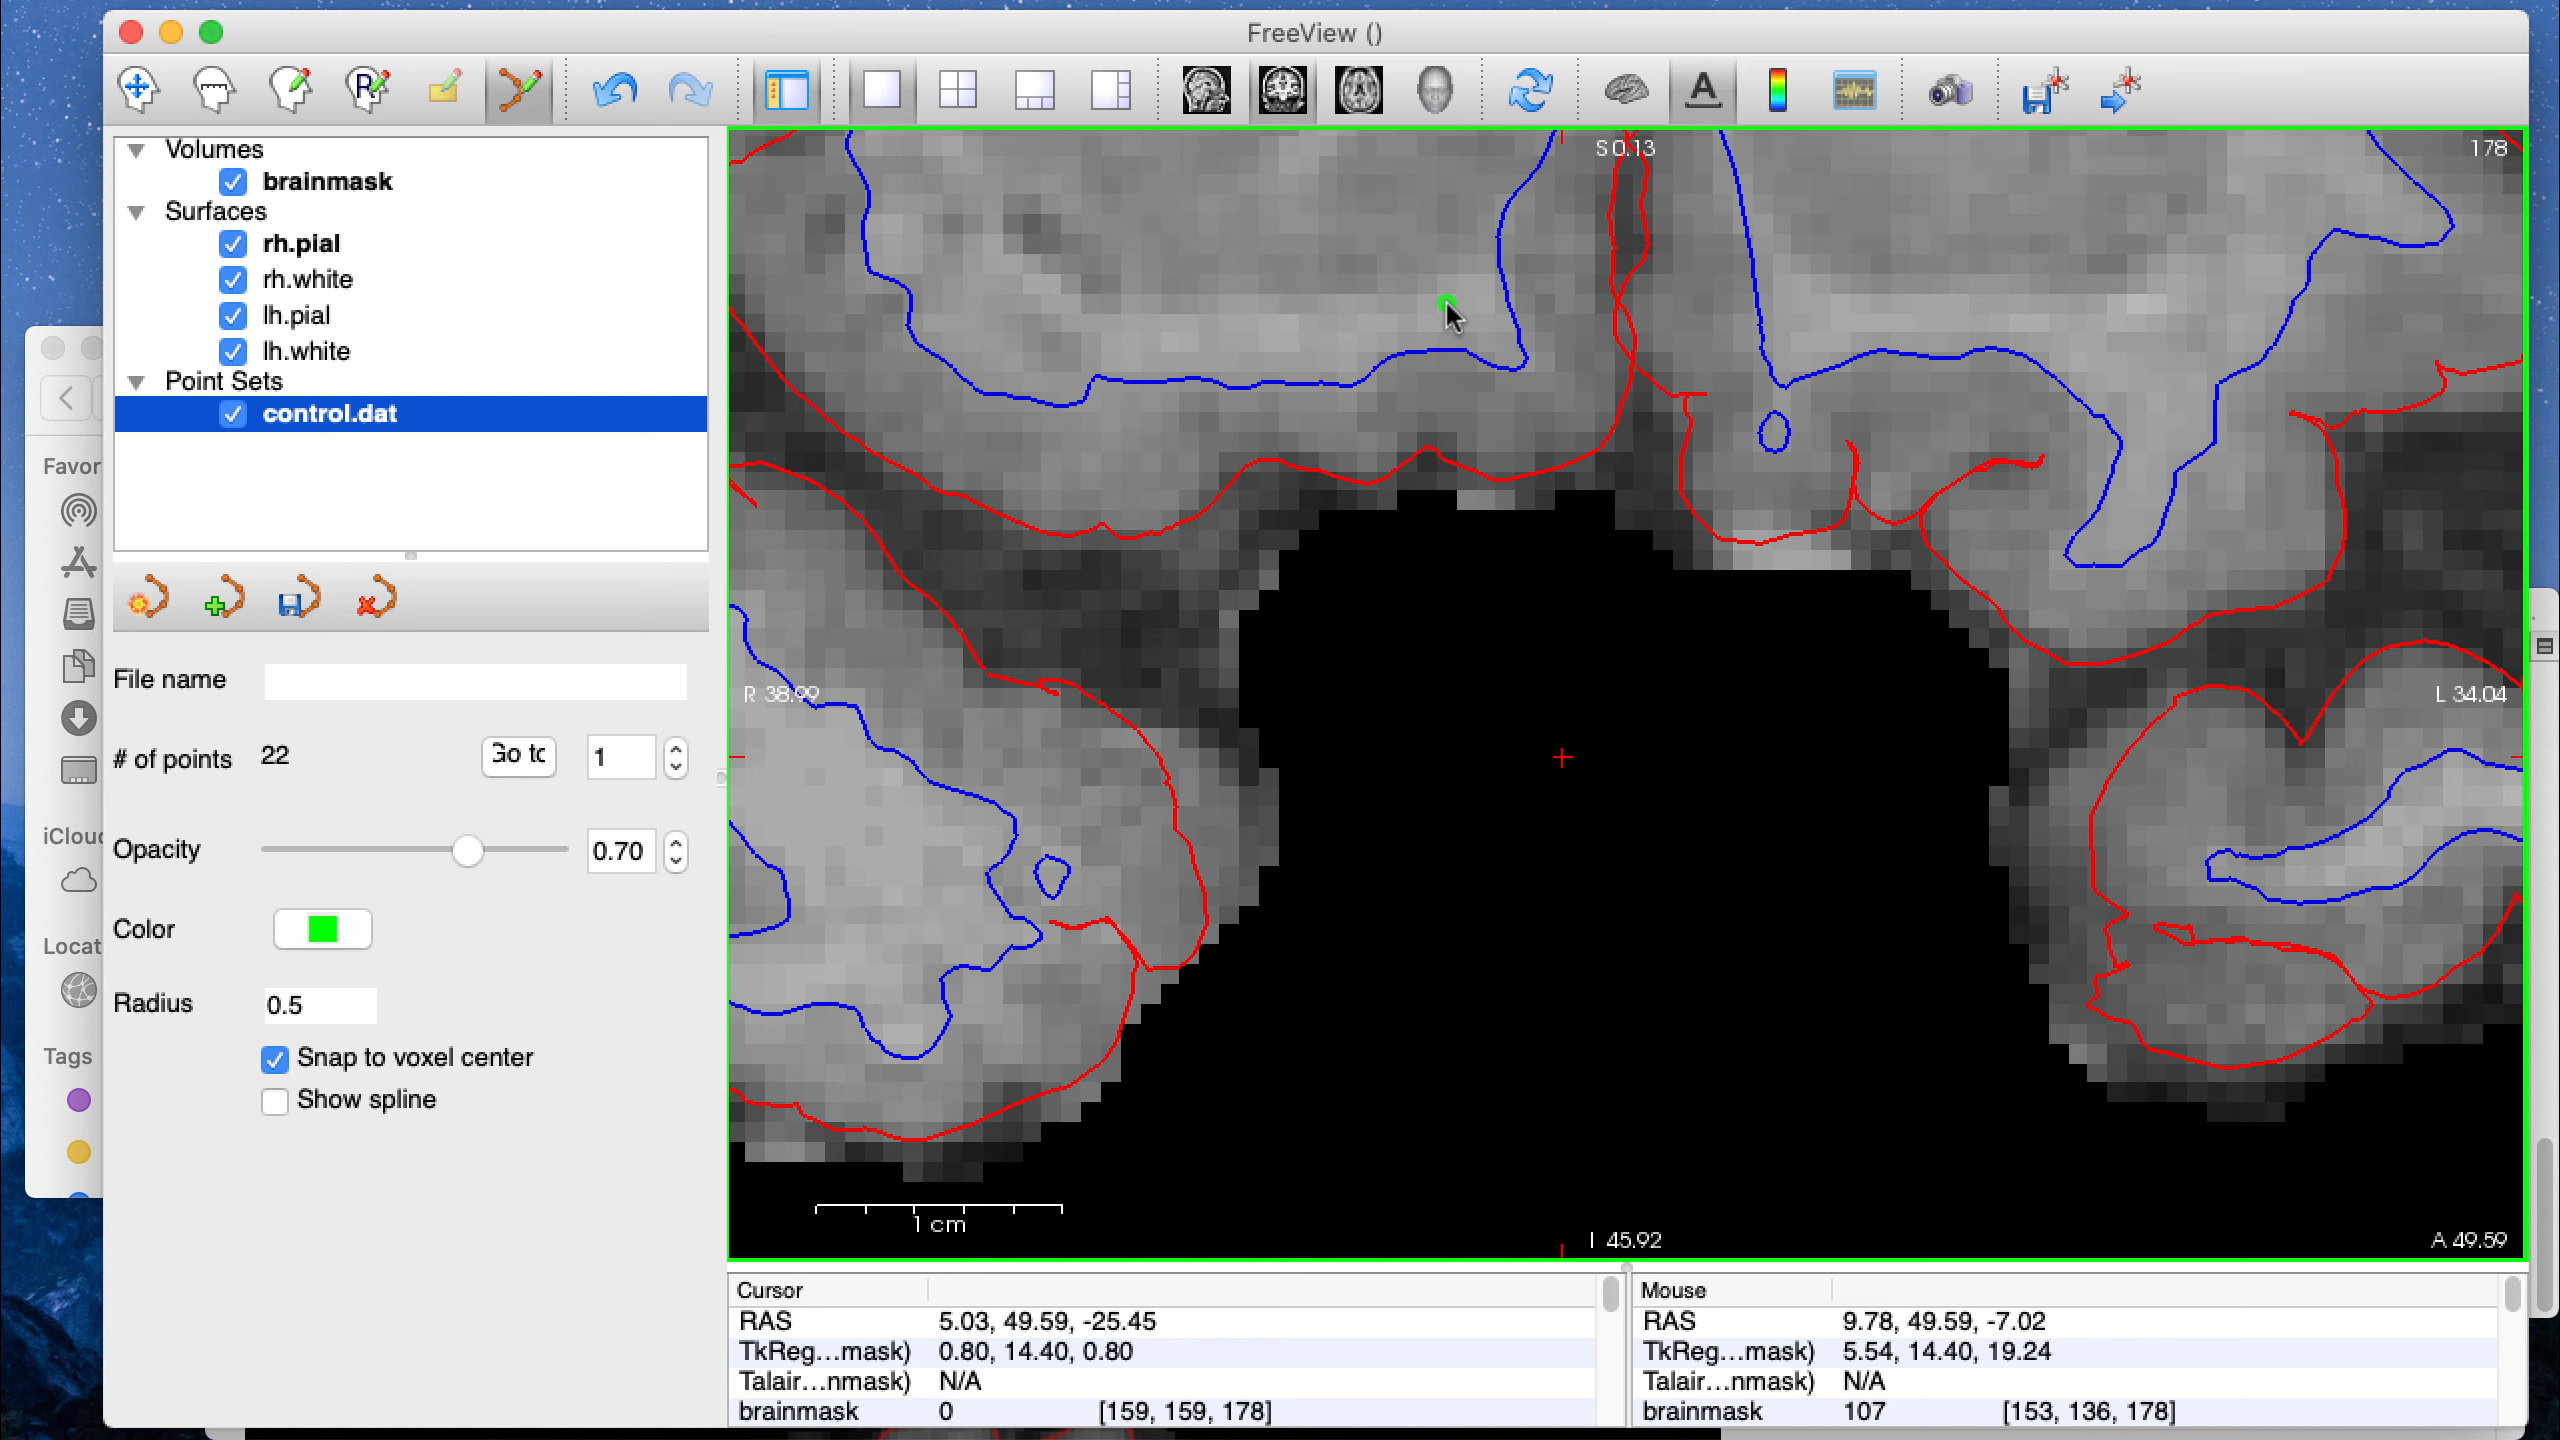 FreeView ()
R
A
Volumes
brainmask
Surfaces
rh.pial
rh.white
lh.pial
lh.white
Point Sets
control.dat
Favor
iClou
Locat
Tags
File name
# of points 22 Go to 1
Opacity 0.70
Color
Radius 0.5
Snap to voxel center
Show spline
S 0.13
178
R 38.99
L 34.04
1 cm
I 45.92
A 49.59
Cursor
RAS 5.03, 49.59, -25.45
TkReg...mask) 0.80, 14.40, 0.80
Talair...nmask) N/A
brainmask 0 [159, 159, 178]
Mouse
RAS 9.78, 49.59, -7.02
TkReg...mask) 5.54, 14.40, 19.24
Talair...nmask) N/A
brainmask 107 [153, 136, 178]